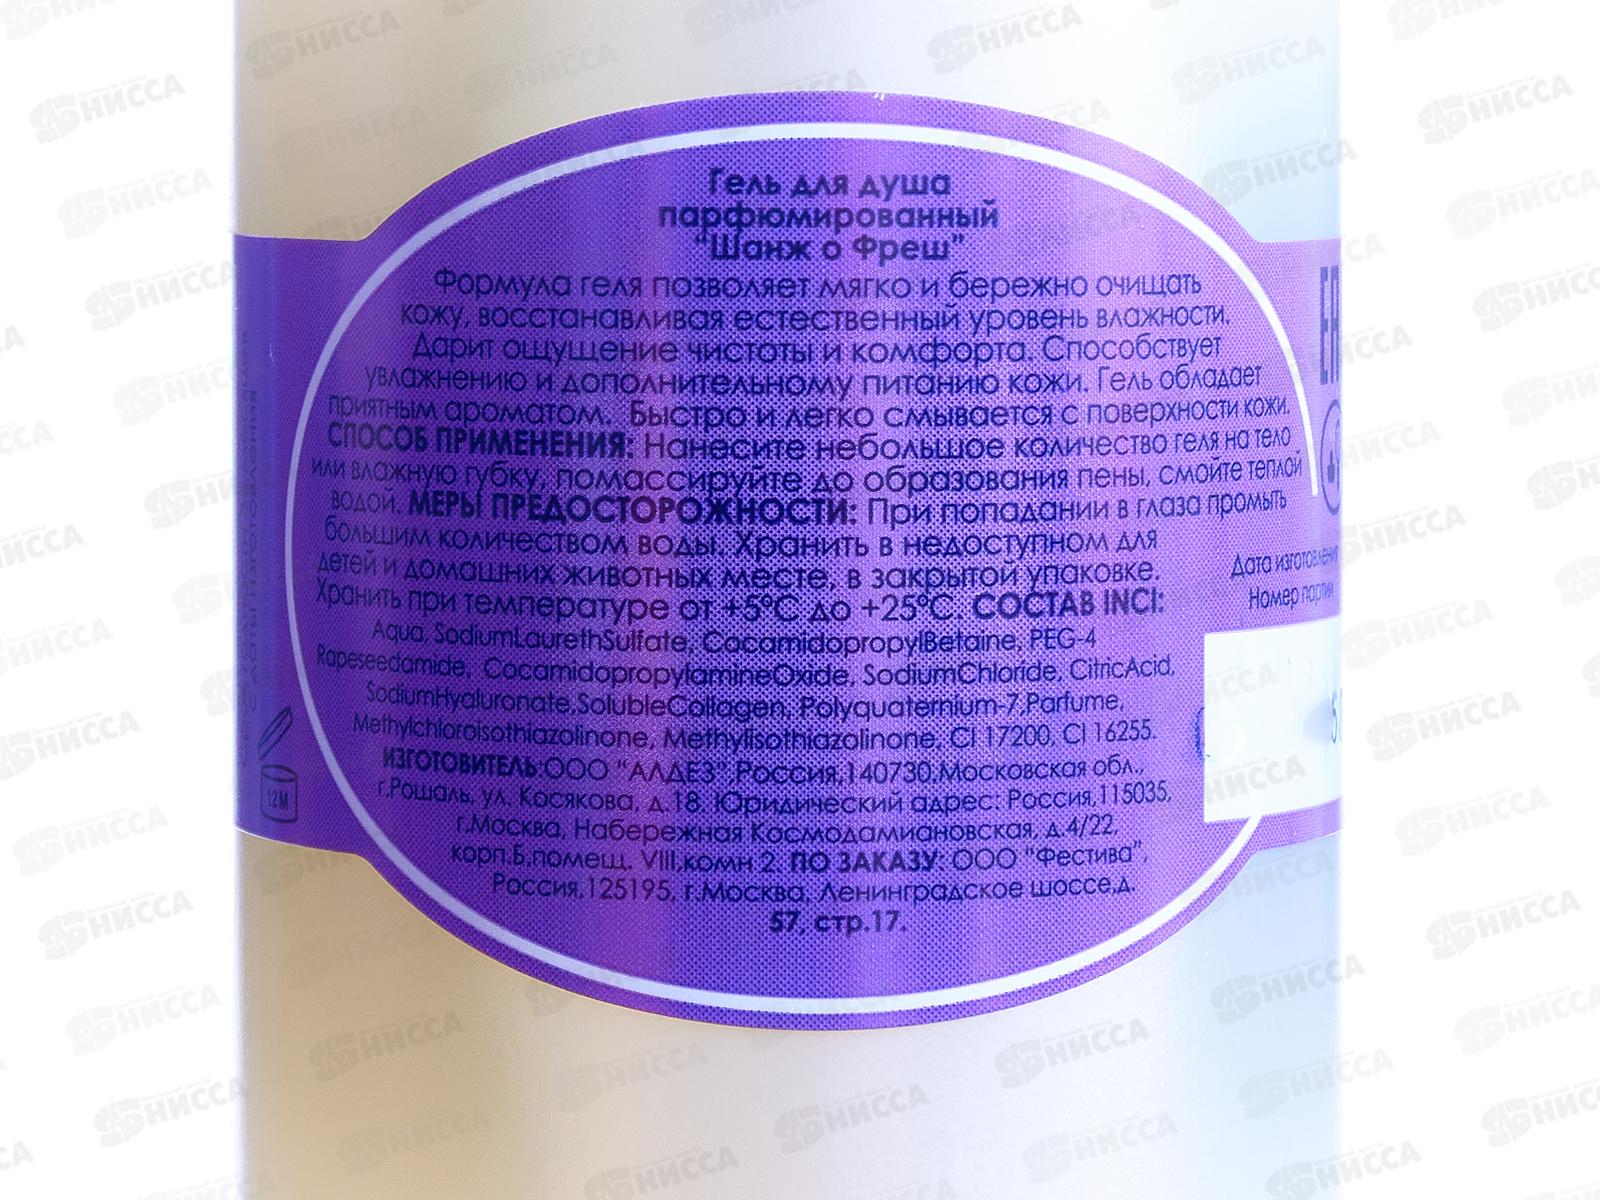 Гель для душа
парфюмированный
"Шанж о Фреш"
Формула геля позволяет мягко и бережно очищать
кожу, восстанавливая естественный уровень влажности.
Дарит ощущение чистоты и комфорта. Способствует
увлажнению и дополнительному питанию кожи. Гель обладает
приятным ароматом. Быстро и легко смывается с поверхности кожи.
СПОСОБ ПРИМЕНЕНИЯ: Нанесите небольшое количество геля на тело
или влажную губку, помассируйте до образования пены, смойте теплой
водой. МЕРЫ ПРЕДОСТОРОЖНОСТИ: При попадании в глаза промыть
большим количеством воды. Хранить в недоступном для
детей и домашних животных месте, в закрытой упаковке.
Хранить при температуре от +5°C до +25°C. СОСТАВ INCI:
Aqua, SodiumLaurethSulfate, CocamidopropylBetaine, PEG-4
Rapeseedamide, CocamidopropylamineOxide, SodiumChloride, CitricAcid,
SodiumHyaluronate,SolubleCollagen, Polyquaternium-7,Parfume,
Methylchloroisothiazolinone, Methylisothiazolinone, CI 17200, CI 16255.
ИЗГОТОВИТЕЛЬ:ООО "АЛДЕЗ",Россия,140730,Московская обл.,
г.Рошаль, ул. Косякова, д.18. Юридический адрес: Россия,115035,
г.Москва, Набережная Космодамиановская, д.4/22,
корп.Б,помещ. VIII,комн 2. ПО ЗАКАЗУ: ООО "Фестива",
Россия,125195, г.Москва, Ленинградское шоссе,д.
57, стр.17.
Дата изготовления
Номер партии
12M
с даты изготовления
НИССА